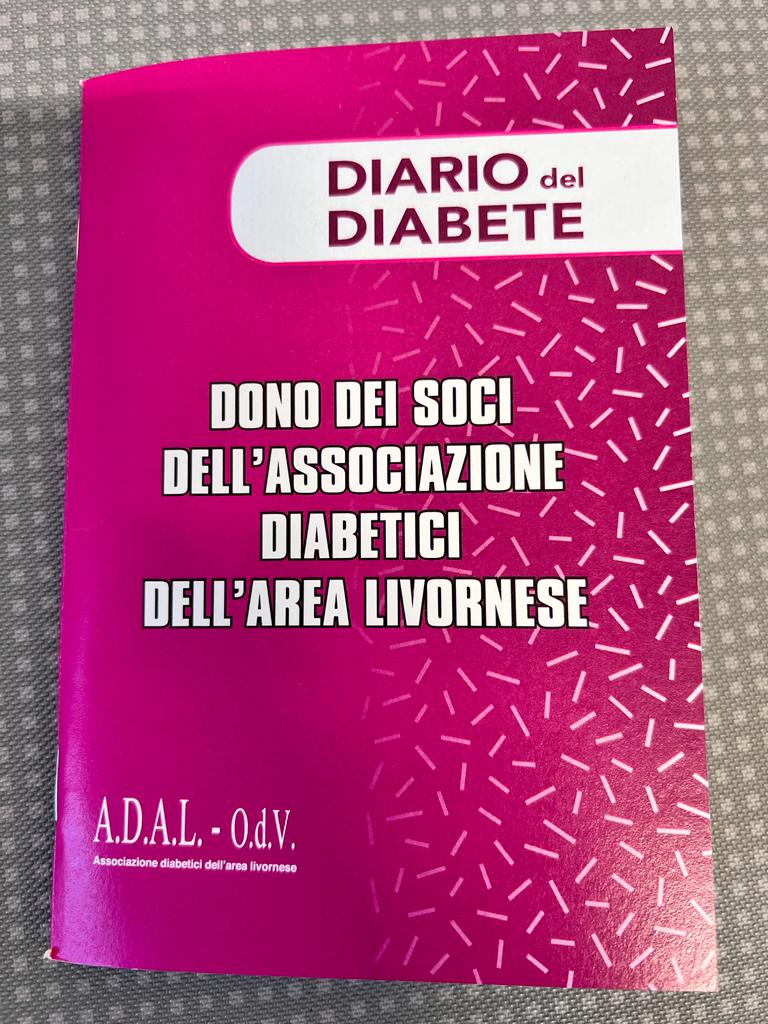 DIARIO del
DIABETE
DONO DEI SOCI
DELL'ASSOCIAZIONE
DIABETICI
DELL'AREA LIVORNESE
A.D.A.L. - O.d.V.
Associazione diabetici dell'area livornese